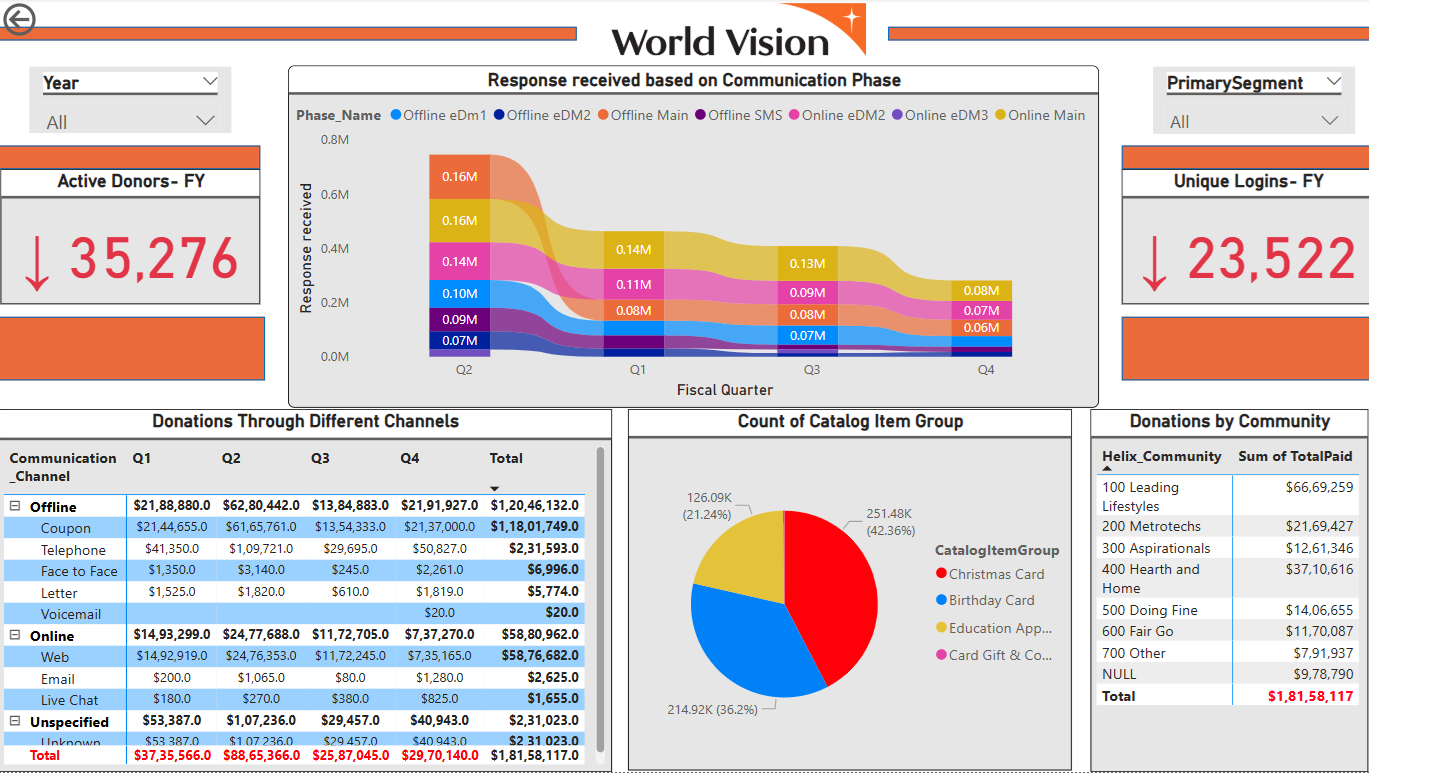 World Vision
Year
All
PrimarySegment
All
Active Donors- FY
↓ 35,276
Unique Logins- FY
↓ 23,522
Response received based on Communication Phase
Phase_Name Offline eDm1 Offline eDM2 Offline Main Offline SMS Online eDM2 Online eDM3 Online Main
Response received
0.8M
0.6M
0.4M
0.2M
0.0M
0.16M
0.16M
0.14M
0.10M
0.09M
0.07M
0.14M
0.11M
0.08M
0.13M
0.09M
0.08M
0.07M
0.08M
0.07M
0.06M
Q2 Q1 Q3 Q4
Fiscal Quarter
Donations Through Different Channels
Communication Q1 Q2 Q3 Q4 Total
_Channel
Offline $21,88,880.0 $62,80,442.0 $13,84,883.0 $21,91,927.0 $1,20,46,132.0
Coupon $21,44,655.0 $61,65,761.0 $13,54,333.0 $21,37,000.0 $1,18,01,749.0
Telephone $41,350.0 $1,09,721.0 $29,695.0 $50,827.0 $2,31,593.0
Face to Face $1,350.0 $3,140.0 $245.0 $2,261.0 $6,996.0
Letter $1,525.0 $1,820.0 $610.0 $1,819.0 $5,774.0
Voicemail $20.0 $20.0
Online $14,93,299.0 $24,77,688.0 $11,72,705.0 $7,37,270.0 $58,80,962.0
Web $14,92,919.0 $24,76,353.0 $11,72,245.0 $7,35,165.0 $58,76,682.0
Email $200.0 $1,065.0 $80.0 $1,280.0 $2,625.0
Live Chat $180.0 $270.0 $380.0 $825.0 $1,655.0
Unspecified $53,387.0 $1,07,236.0 $29,457.0 $40,943.0 $2,31,023.0
Unknown $53,387.0 $1,07,236.0 $29,457.0 $40,943.0 $2,31,023.0
Total $37,35,566.0 $88,65,366.0 $25,87,045.0 $29,70,140.0 $1,81,58,117.0
Count of Catalog Item Group
126.09K
(21.24%)
251.48K
(42.36%)
214.92K (36.2%)
CatalogItemGroup
Christmas Card
Birthday Card
Education App...
Card Gift & Co...
Donations by Community
Helix_Community Sum of TotalPaid
100 Leading $66,69,259
Lifestyles
200 Metrotechs $21,69,427
300 Aspirationals $12,61,346
400 Hearth and $37,10,616
Home
500 Doing Fine $14,06,655
600 Fair Go $11,70,087
700 Other $7,91,937
NULL $9,78,790
Total $1,81,58,117